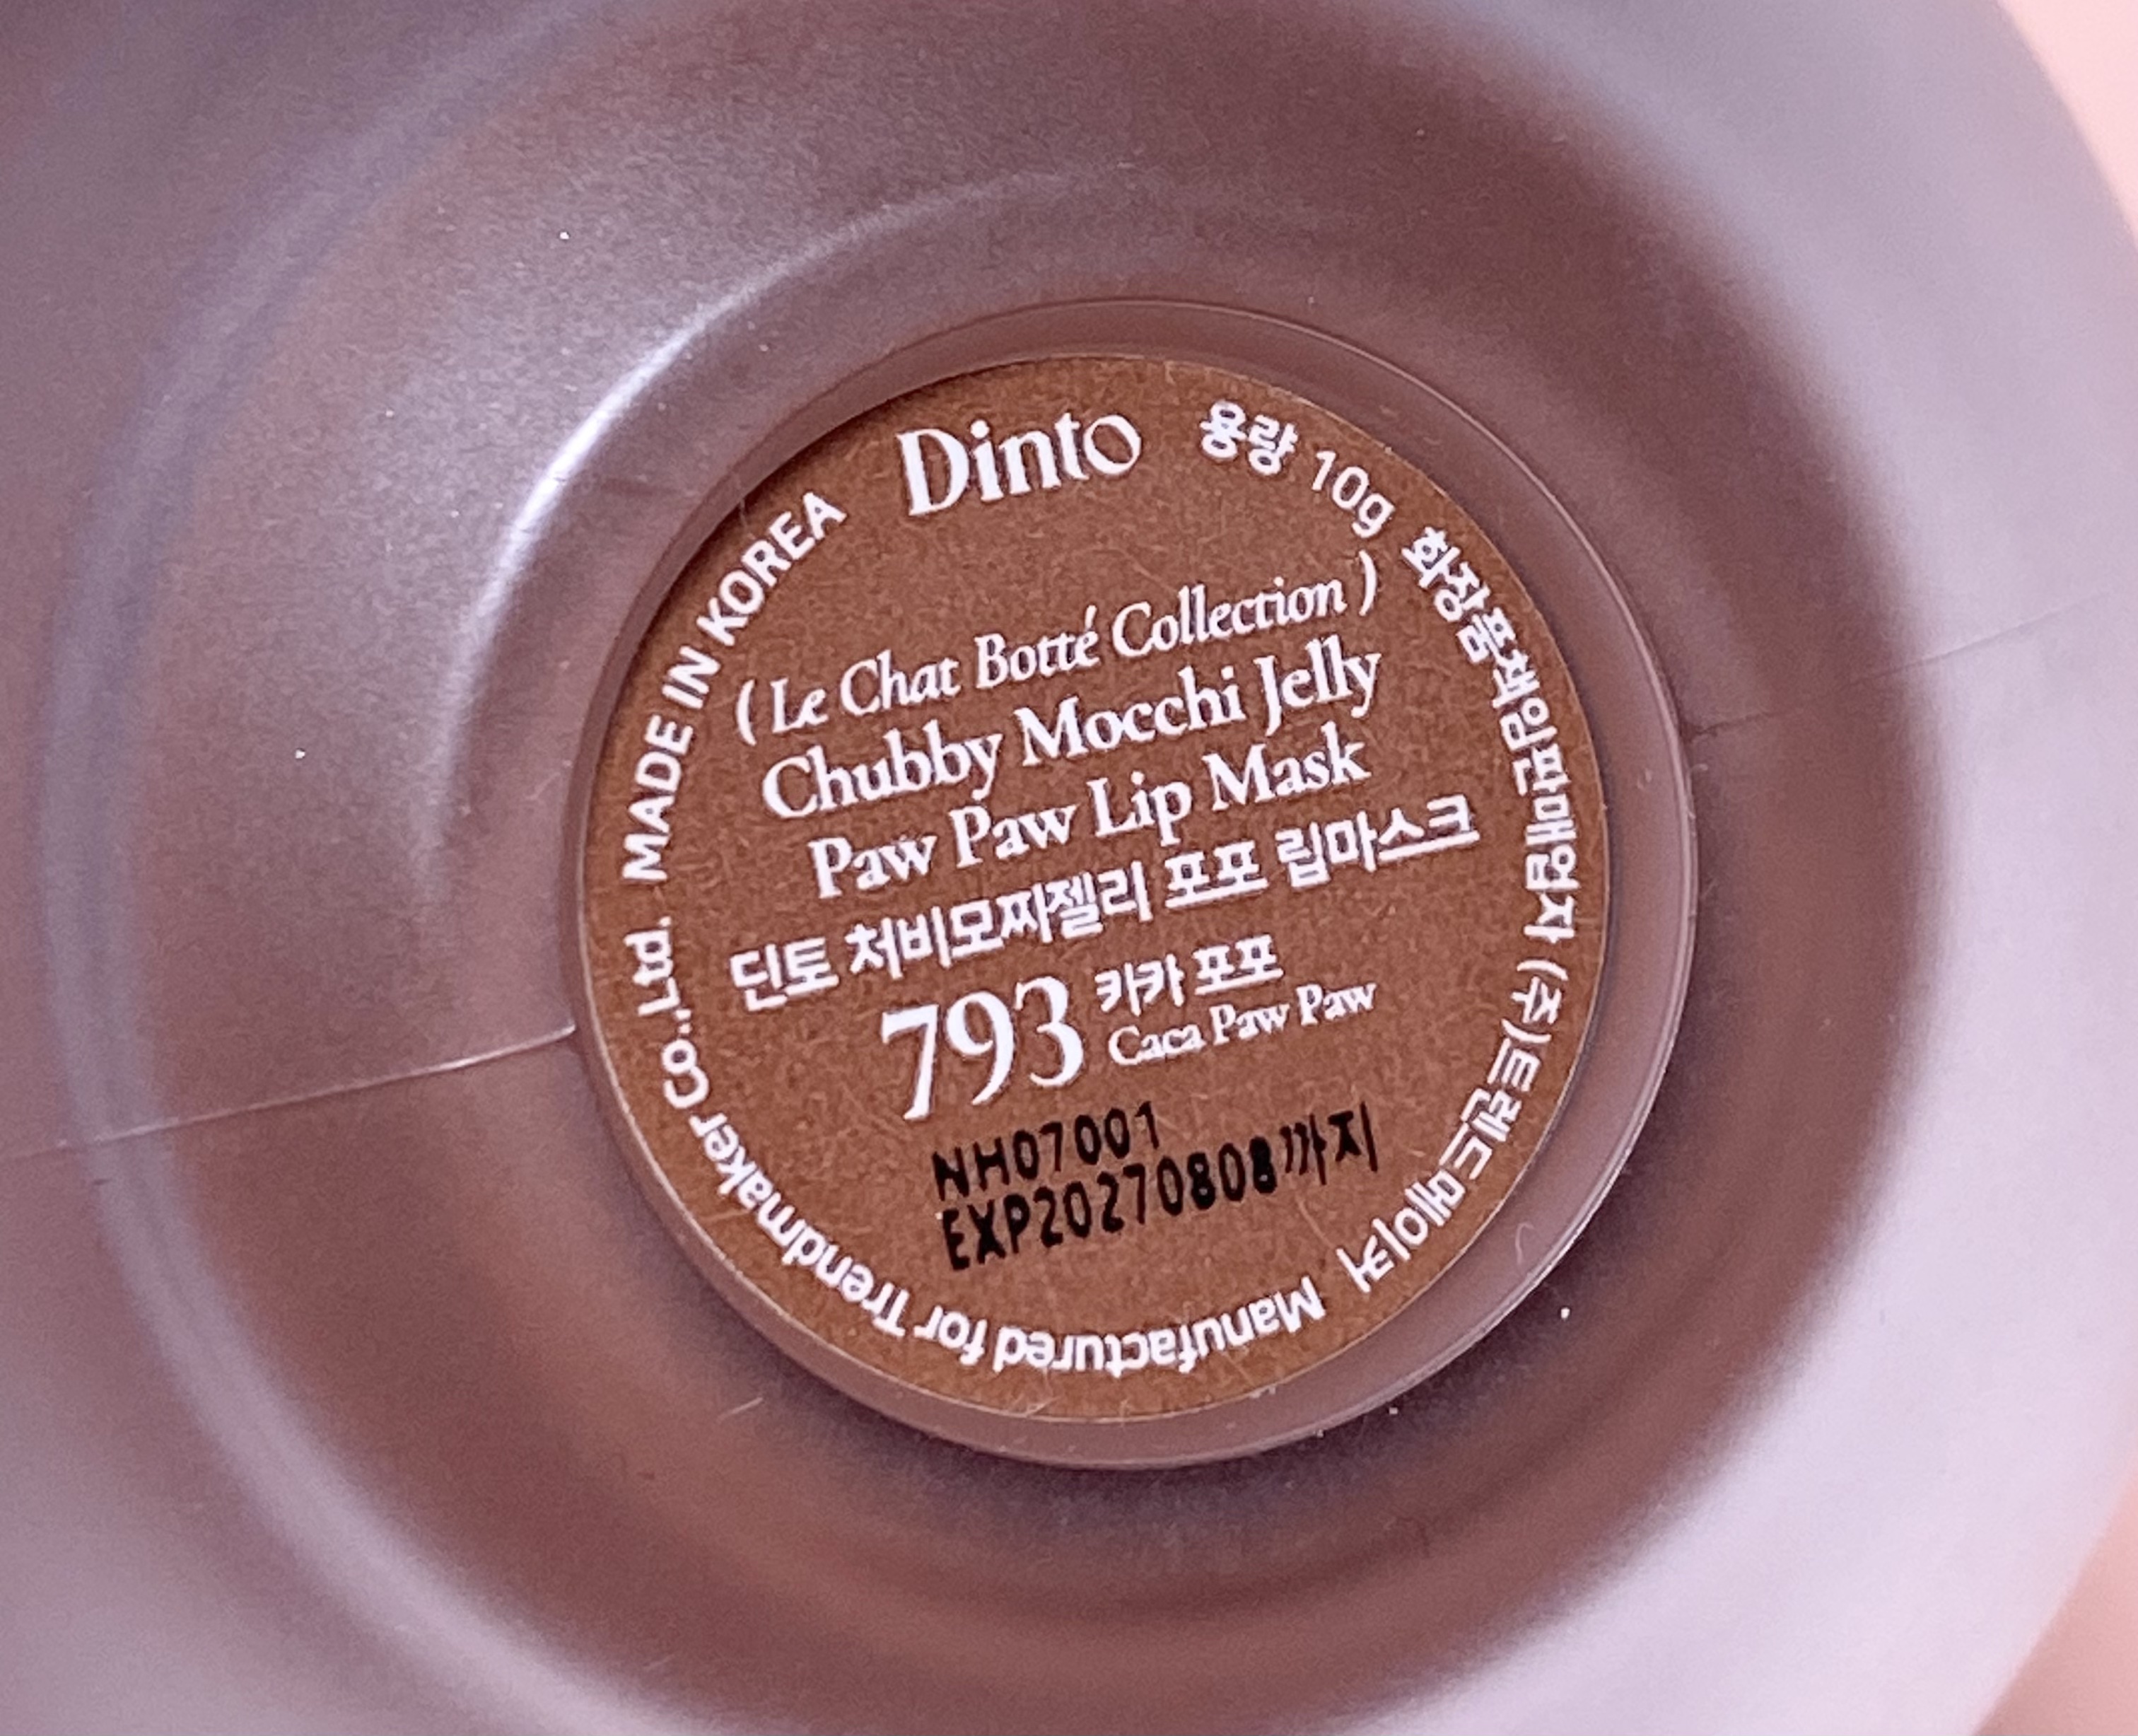 Dinto
(Le Chat Botté Collection)
Chubby Mocchi Jelly
Paw Paw Lip Mask
딘토 처비모찌젤리 포포 립마스크
793 카카 포포
Caca Paw Paw
NH07001
EXP20270808까지
용량 10g 화장품책임판매업자 (주)트렌드메이커 Manufactured for Trendmaker Co.,Ltd. MADE IN KOREA